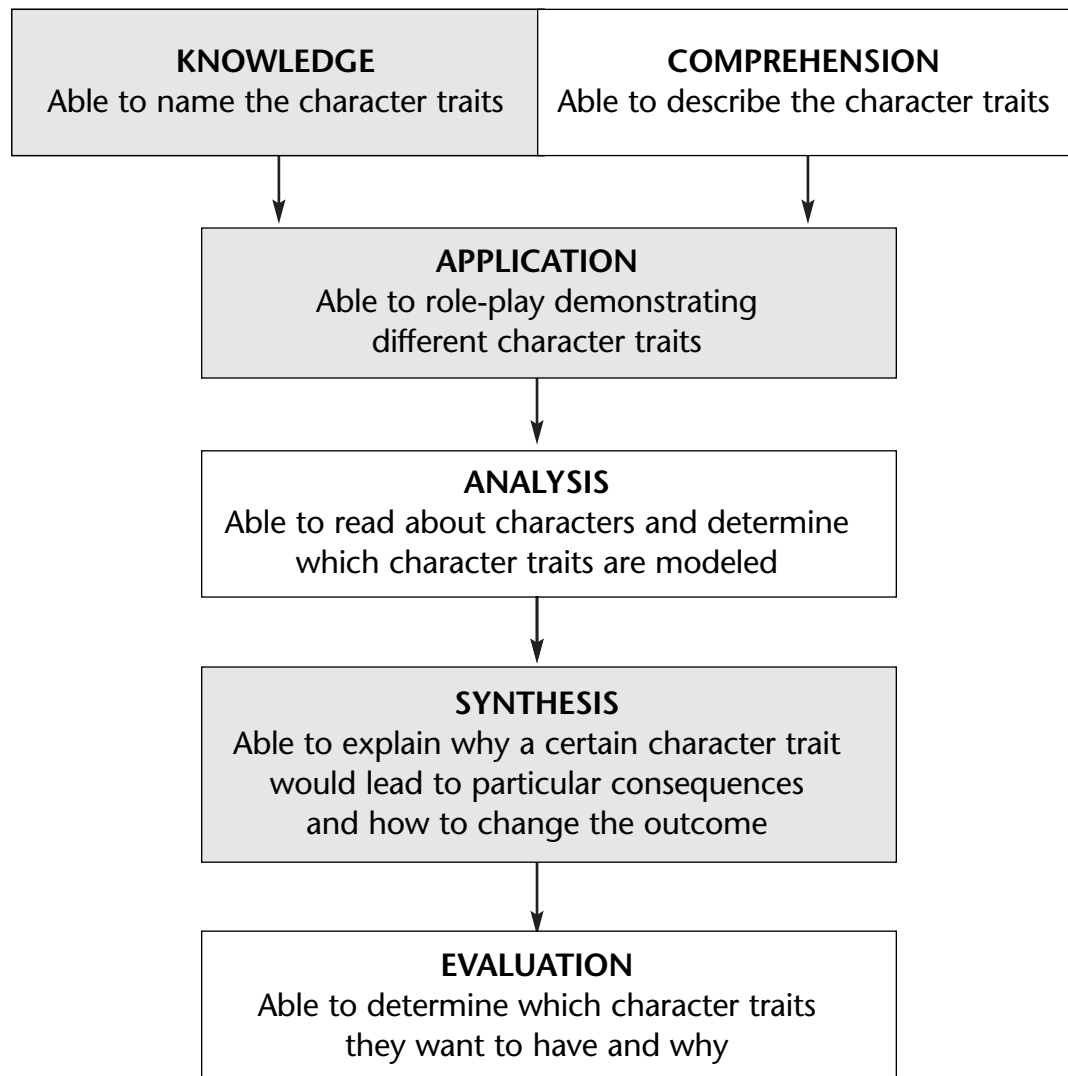 KNOWLEDGE
Able to name the character traits
COMPREHENSION
Able to describe the character traits
APPLICATION
Able to role-play demonstrating
different character traits
ANALYSIS
Able to read about characters and determine
which character traits are modeled
SYNTHESIS
Able to explain why a certain character trait
would lead to particular consequences
and how to change the outcome
EVALUATION
Able to determine which character traits
they want to have and why